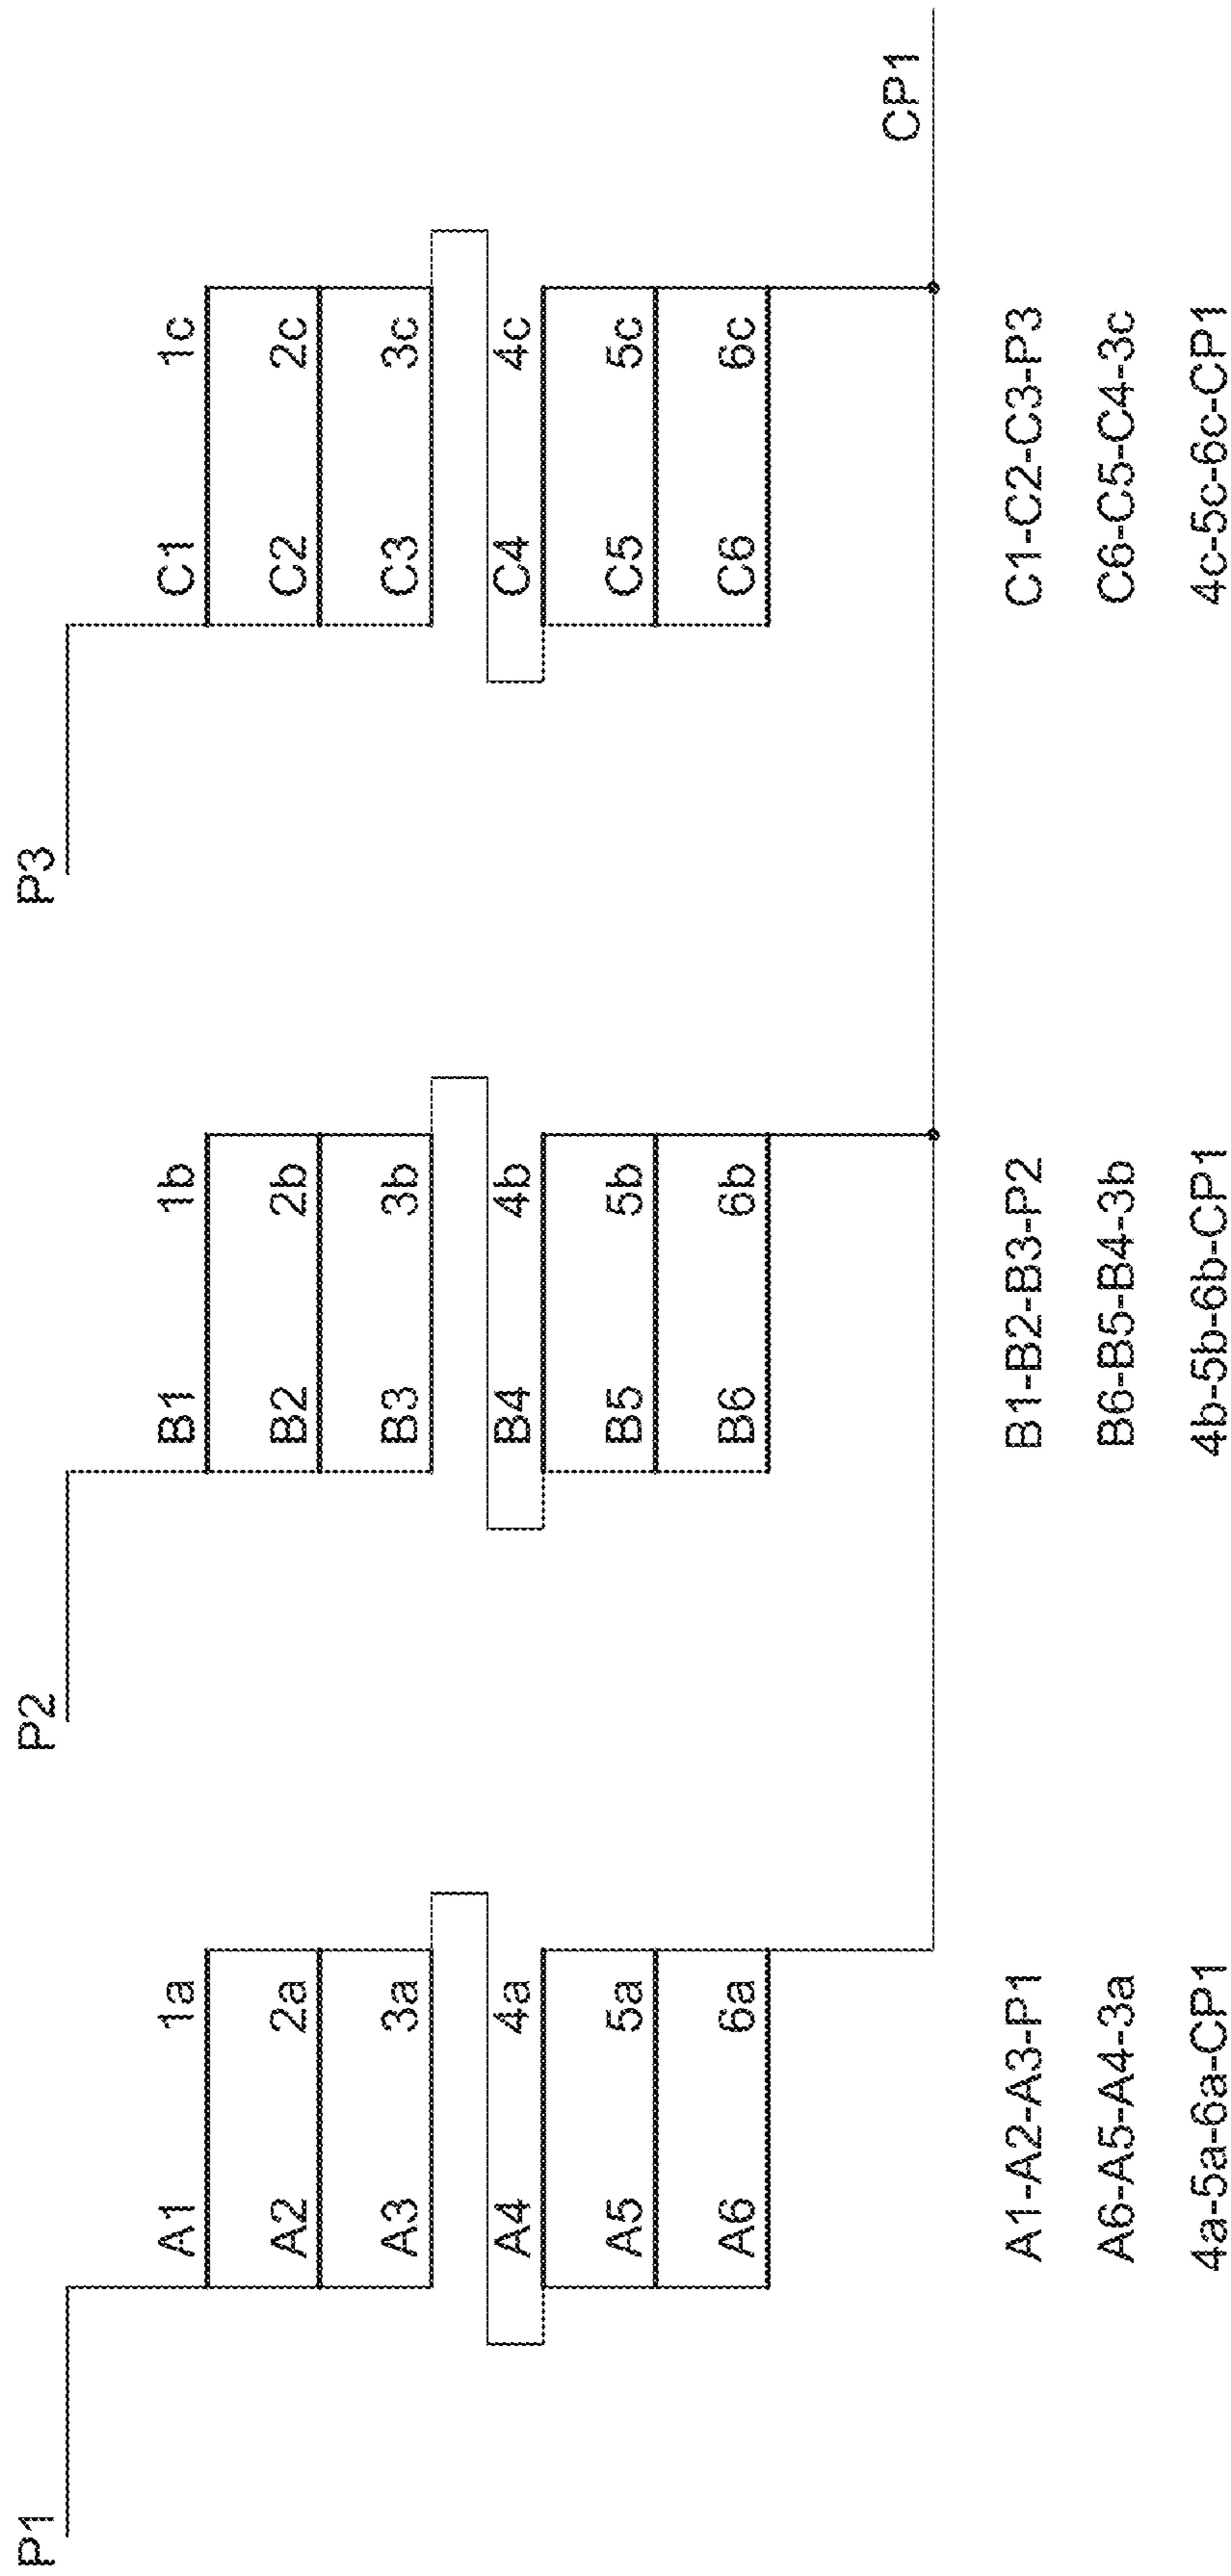 P1 P2 P3
A1 1a B1 1b C1 1c
A2 2a B2 2b C2 2c
A3 3a B3 3b C3 3c
A4 4a B4 4b C4 4c
A5 5a B5 5b C5 5c
A6 6a B6 6b C6 6c
CP1
A1-A2-A3-P1 B1-B2-B3-P2 C1-C2-C3-P3
A6-A5-A4-3a B6-B5-B4-3b C6-C5-C4-3c
4a-5a-6a-CP1 4b-5b-6b-CP1 4c-5c-6c-CP1